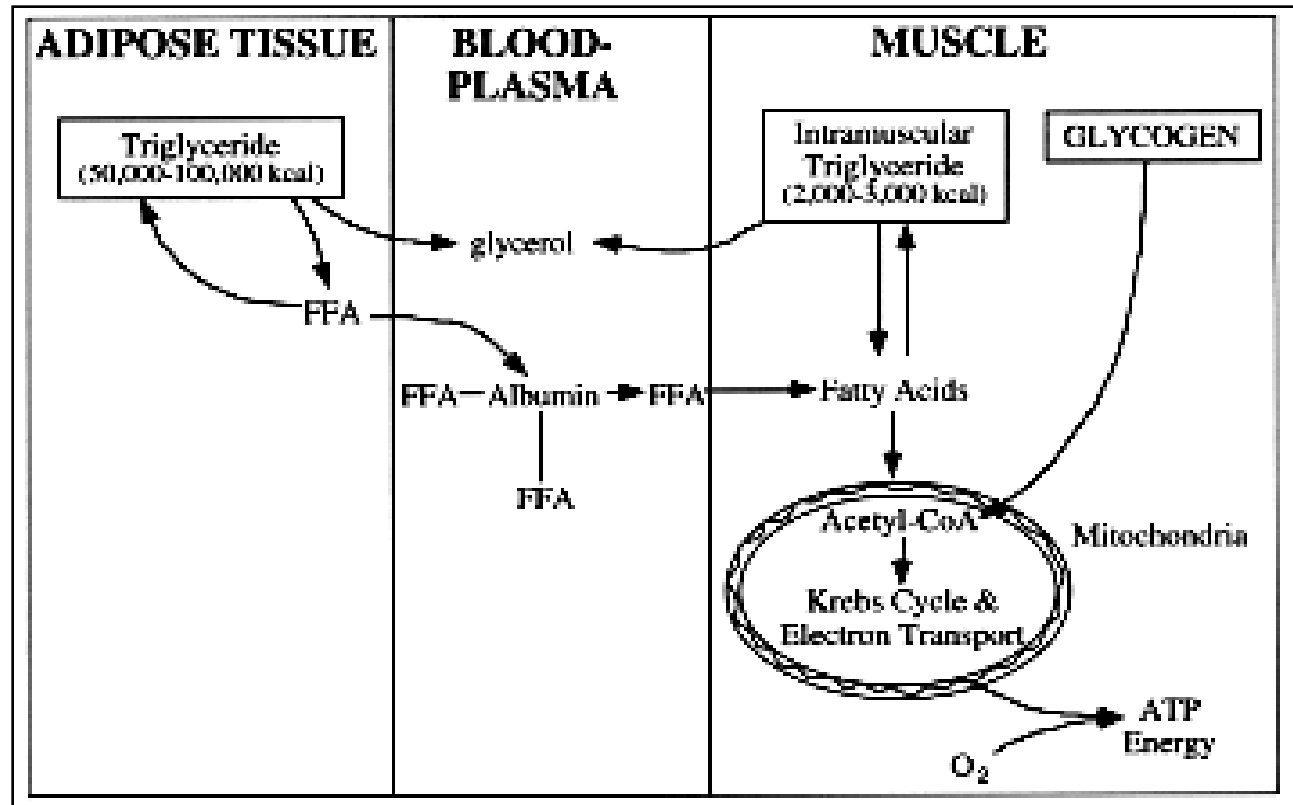 ADIPOSE TISSUE
BLOOD-
PLASMA
MUSCLE
Triglyceride
(50,000-100,000 kcal)
Intramuscular
Triglyceride
(2,000-5,000 kcal)
GLYCOGEN
glycerol
FFA
FFA
Albumin
FFA
Fatty Acids
FFA
Acetyl-CoA
Mitochondria
Krebs Cycle &
Electron Transport
ATP
Energy
O₂